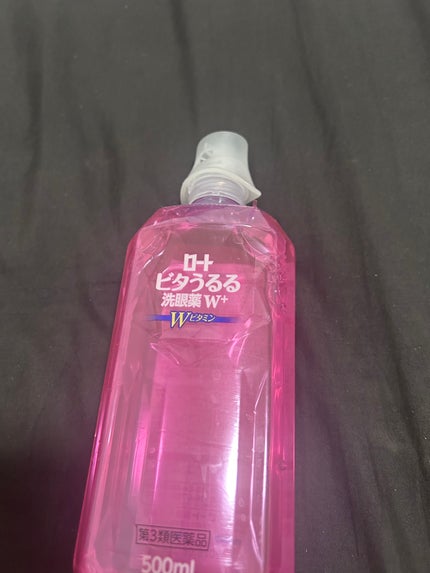 ロート
ビタうるる
洗眼薬 W+
Wビタミン
第3類医薬品
500ml